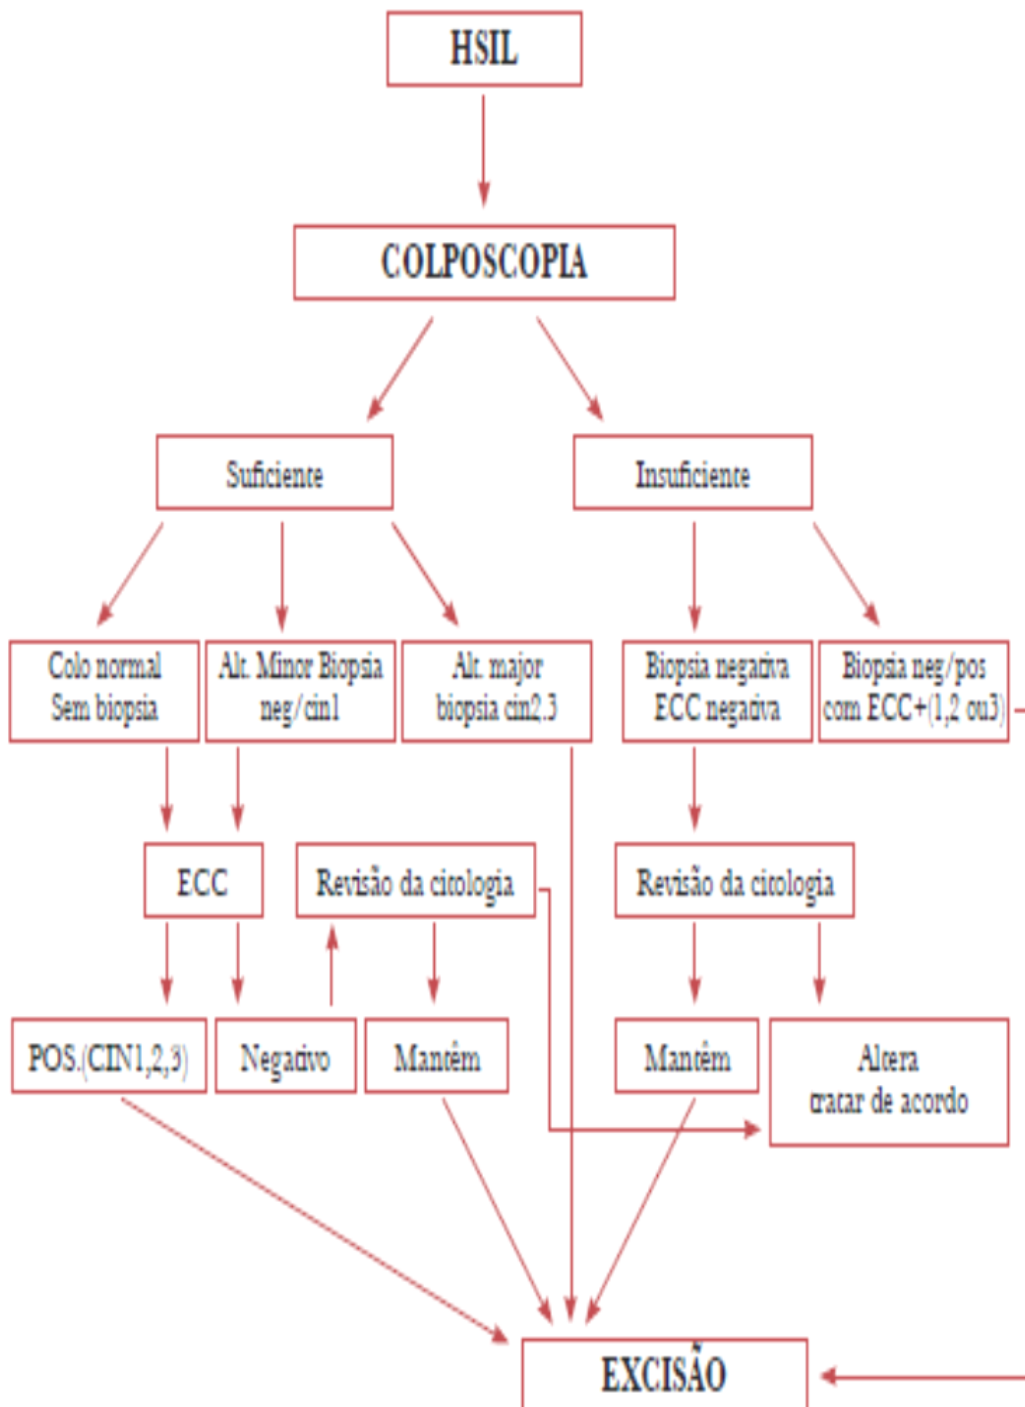 HSIL
COLPOSCOPIA
Suficiente
Insuficiente
Colo normal
Sem biopsia
Alt. Minor Biopsia
neg/cin1
Alt. major
biopsia cin2.3
Biopsia negativa
ECC negativa
Biopsia neg/pos
com ECC+(1,2 ou3)
ECC
Revisão da citologia
Revisão da citologia
POS.(CIN1,2,3)
Negativo
Mantêm
Mantêm
Altera
tratar de acordo
EXCISÃO